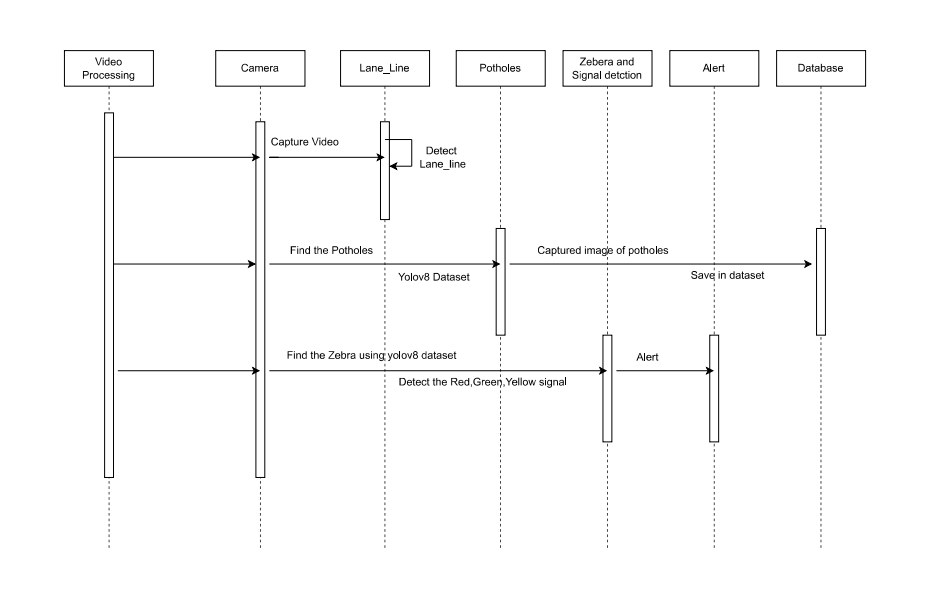 Video
Processing
Camera
Lane_Line
Potholes
Zebera and
Signal detction
Alert
Database
Capture Video
Detect
Lane_line
Find the Potholes
Captured image of potholes
Yolov8 Dataset
Save in dataset
Find the Zebra using yolov8 dataset
Alert
Detect the Red,Green,Yellow signal